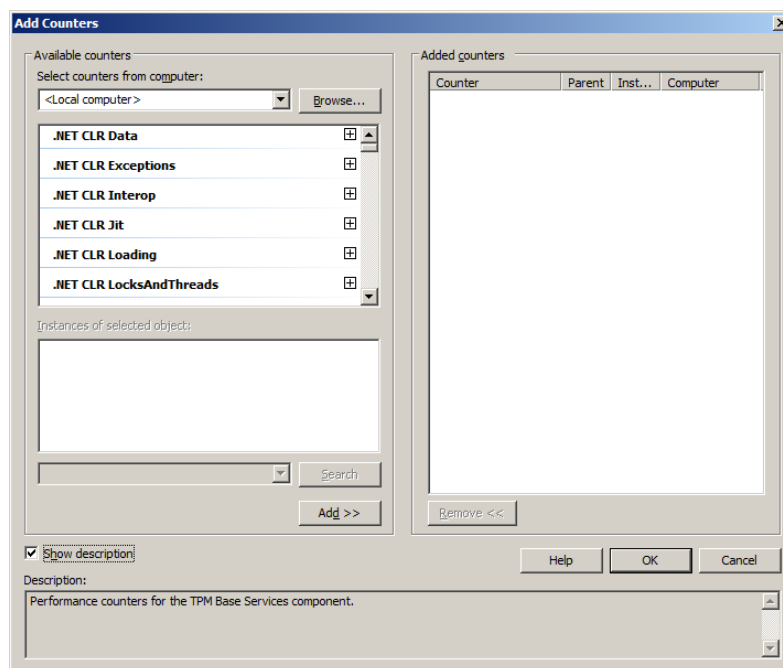 Add Counters
Available counters
Select counters from computer:
<Local computer>
Browse...
.NET CLR Data
.NET CLR Exceptions
.NET CLR Interop
.NET CLR Jit
.NET CLR Loading
.NET CLR LocksAndThreads
Instances of selected object:
Search
Add >>
Added counters
Counter Parent Inst... Computer
Remove <<
Show description
Help OK Cancel
Description:
Performance counters for the TPM Base Services component.